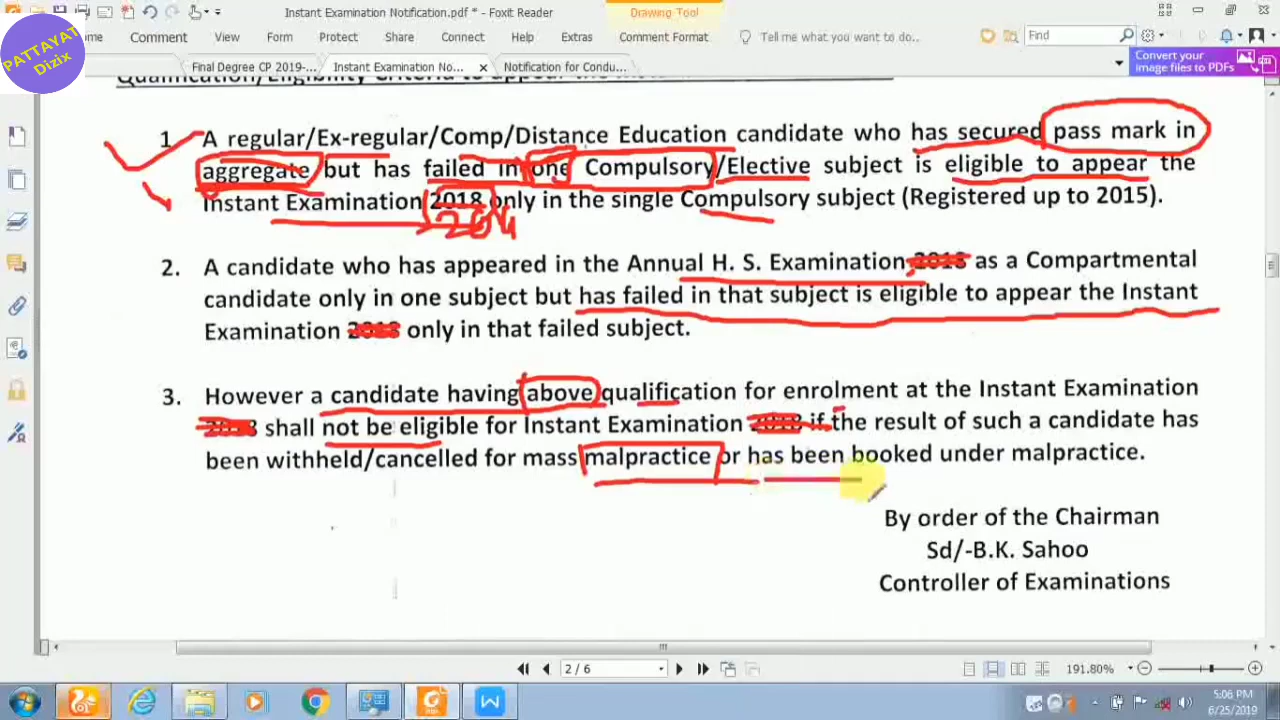 Instant Examination Notification.pdf * - Foxit Reader
Drawing Tool
PATTAYAT
Dizix
ome Comment View Form Protect Share Connect Help Extras Comment Format Tell me what you want to do.. Find
Final Degree CP 2019-... Instant Examination No... Notification for Condu...
Convert your
image files to PDFs
1. A regular/Ex-regular/Comp/Distance Education candidate who has secured pass mark in
aggregate but has failed in one Compulsory/Elective subject is eligible to appear the
Instant Examination 2018 only in the single Compulsory subject (Registered up to 2015).
2. A candidate who has appeared in the Annual H. S. Examination 2018 as a Compartmental
candidate only in one subject but has failed in that subject is eligible to appear the Instant
Examination 2018 only in that failed subject.
3. However a candidate having above qualification for enrolment at the Instant Examination
2018 shall not be eligible for Instant Examination 2018 if the result of such a candidate has
been withheld/cancelled for mass malpractice or has been booked under malpractice.
By order of the Chairman
Sd/-B.K. Sahoo
Controller of Examinations
2 / 6
191.80%
5:06 PM
6/25/2019